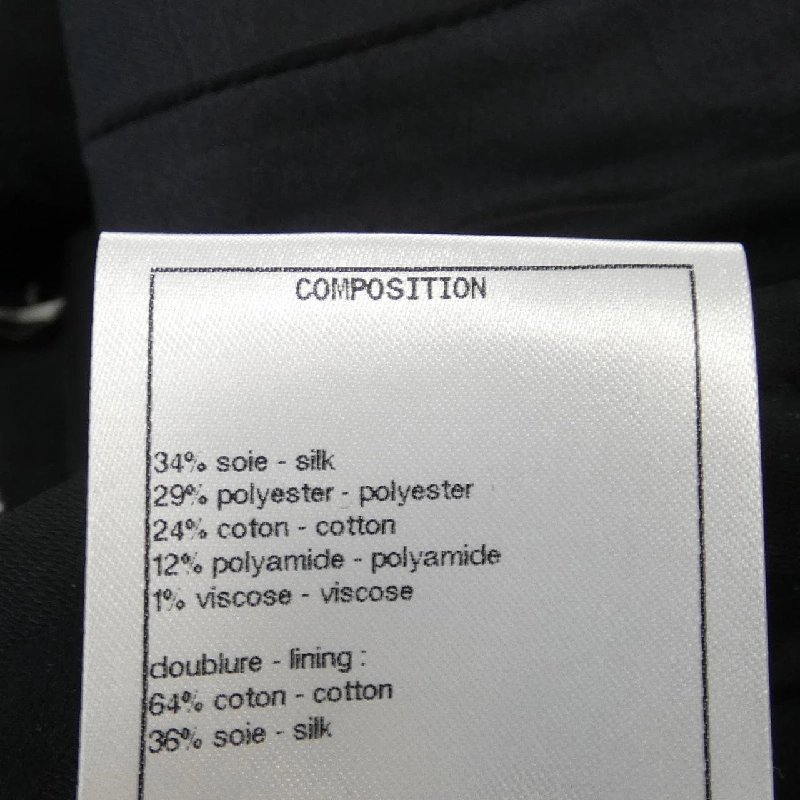 COMPOSITION
34% soie - silk
29% polyester - polyester
24% coton - cotton
12% polyamide - polyamide
1% viscose - viscose
doublure - lining :
64% coton - cotton
36% soie - silk